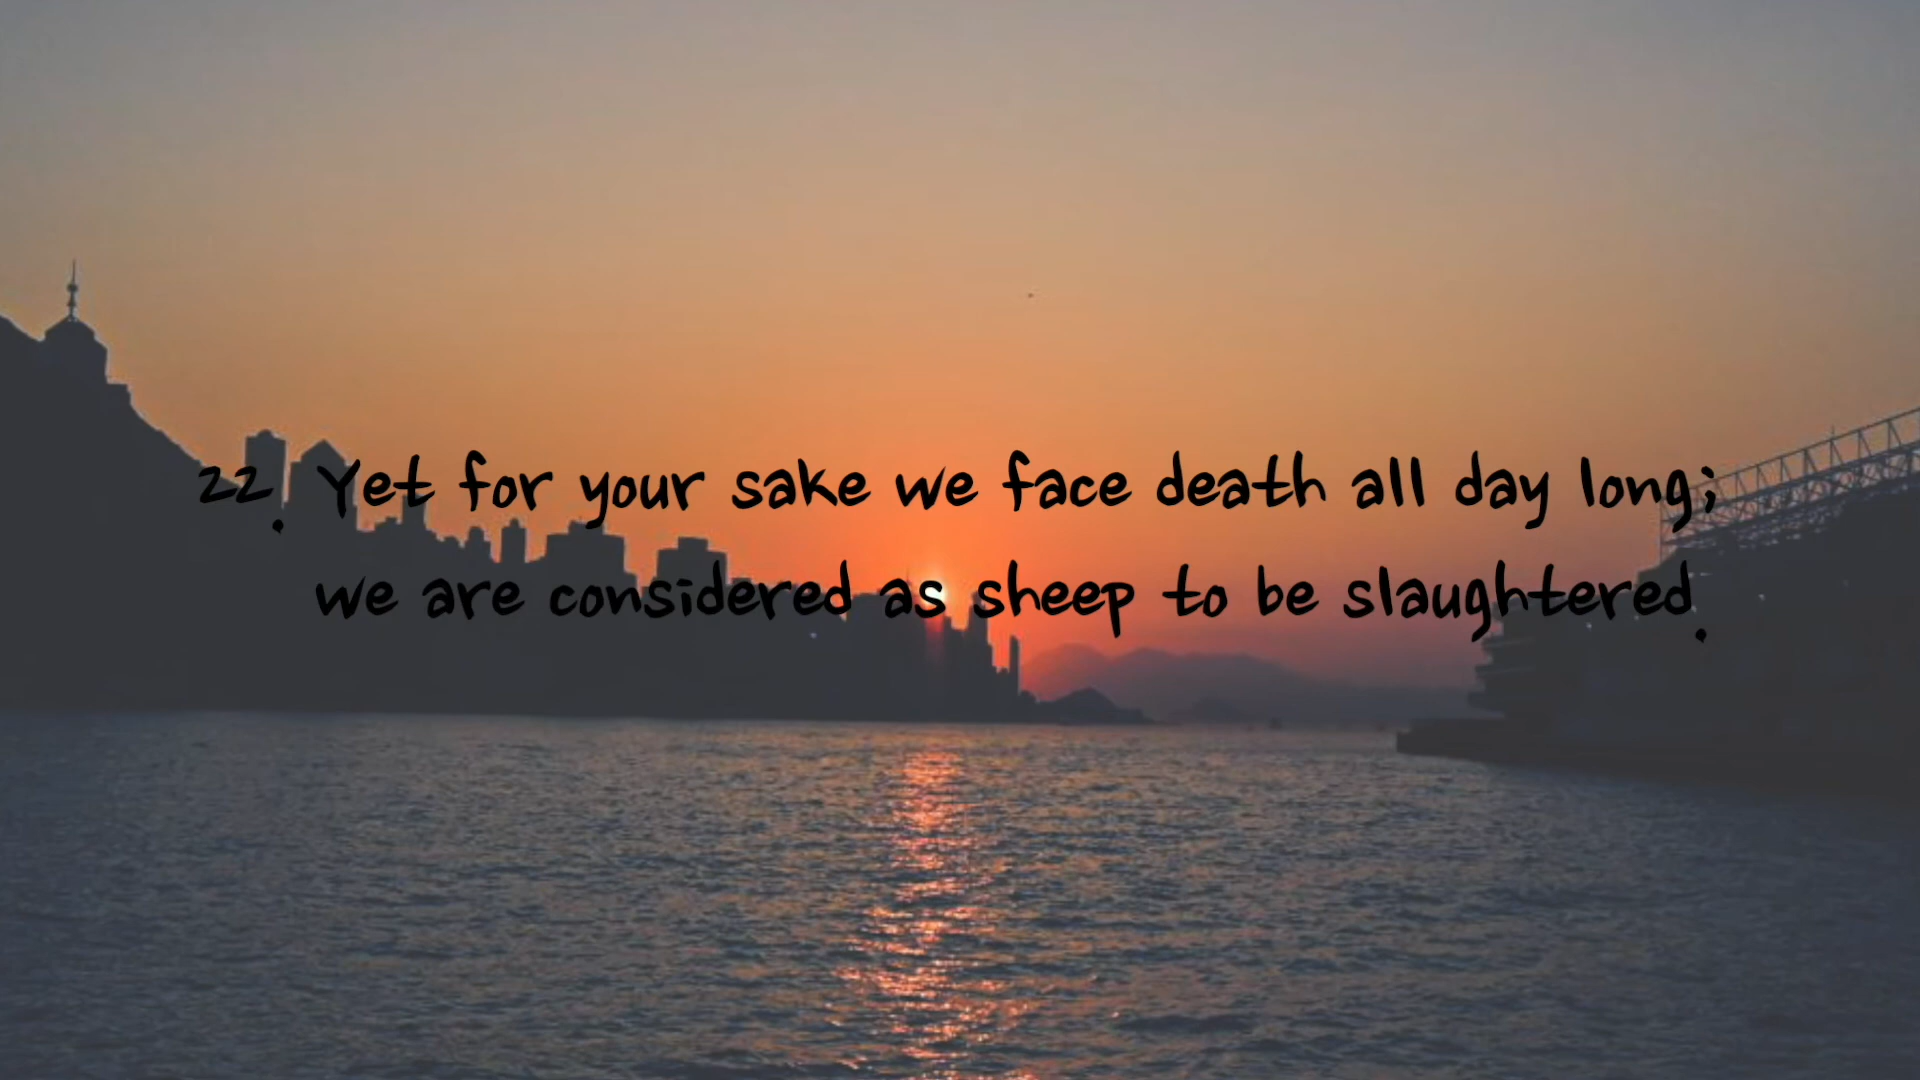 22. Yet for your sake we face death all day long;
we are considered as sheep to be slaughtered.